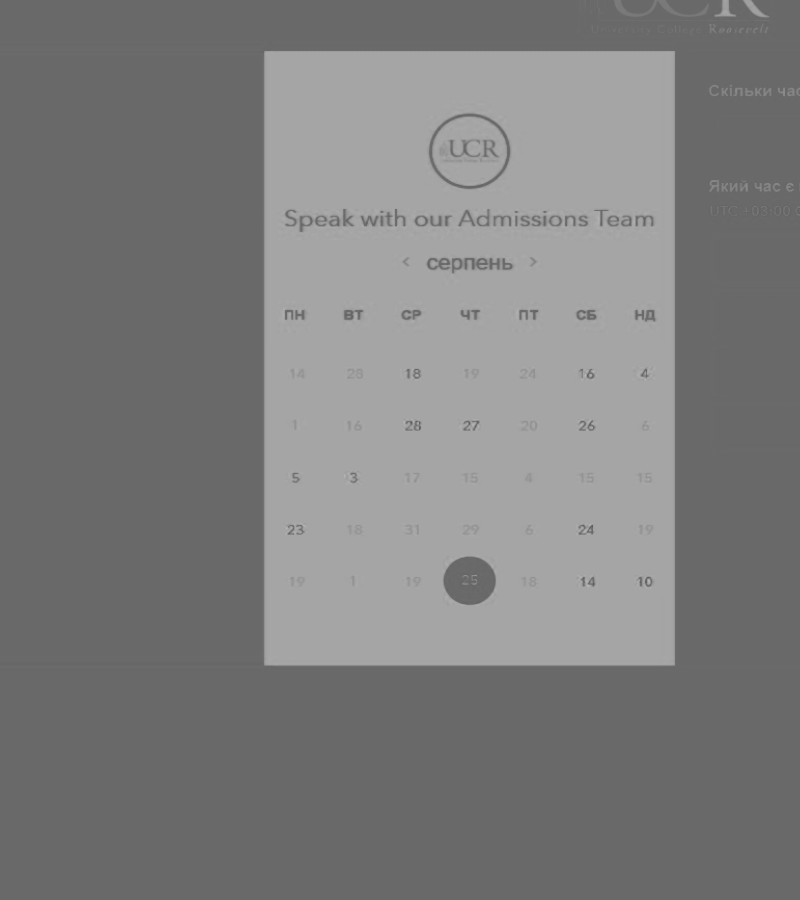 UCR
University College Roosevelt
Скільки час
UCR
Який час є
Speak with our Admissions Team
UTC +03:00
< серпень >
ПН ВТ СР ЧТ ПТ СБ НД
14 28 18 19 24 16 4
1 16 28 27 20 26 6
5 3 17 15 4 15 15
23 18 31 29 6 24 19
19 1 19 25 18 14 10